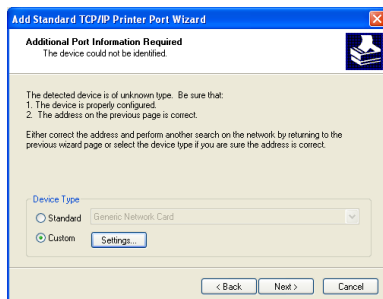 Add Standard TCP/IP Printer Port Wizard
Additional Port Information Required
The device could not be identified.
The detected device is of unknown type. Be sure that:
1. The device is properly configured.
2. The address on the previous page is correct.
Either correct the address and perform another search on the network by returning to the
previous wizard page or select the device type if you are sure the address is correct.
Device Type
Standard Generic Network Card
Custom Settings...
< Back Next > Cancel